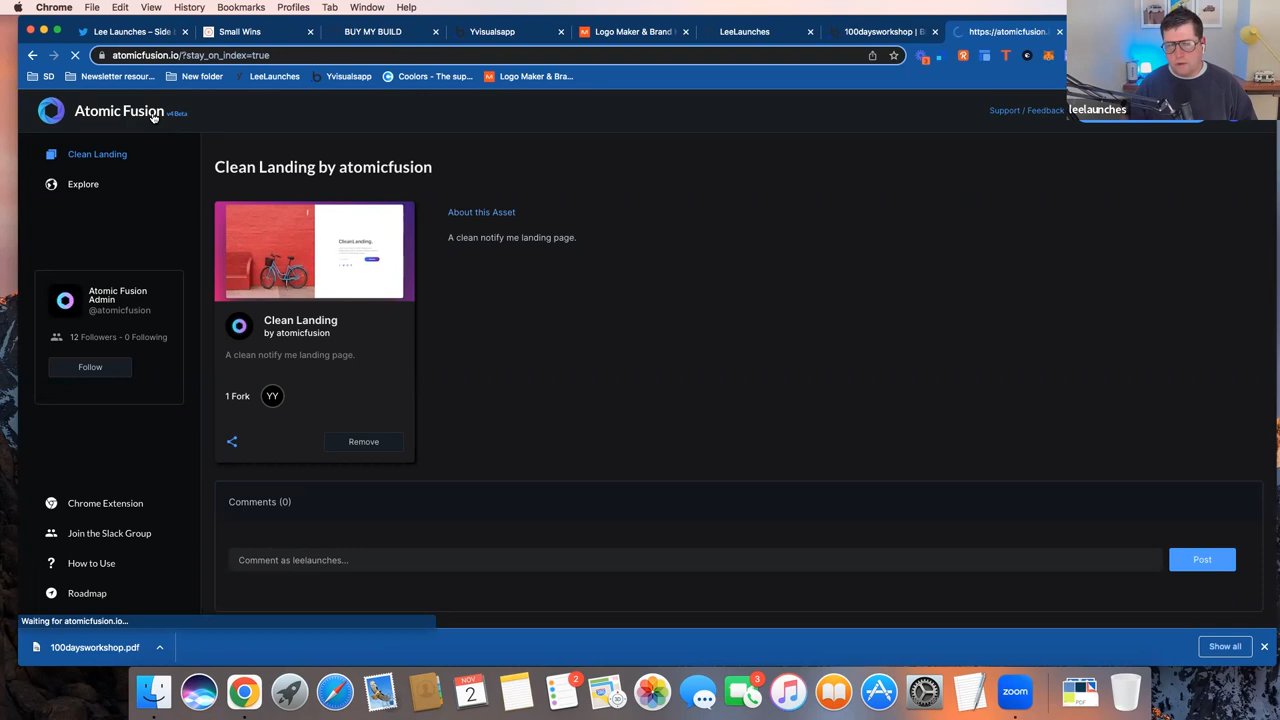 Chrome File Edit View History Bookmarks Profiles Tab Window Help
Lee Launches – Side Small Wins BUY MY BUILD Yvisualsapp Logo Maker & Brand LeeLaunches 100daysworkshop | B https://atomicfusion.
atomicfusion.io/?stay_on_index=true
SD Newsletter resour... New folder LeeLaunches Yvisualsapp Coolors - The sup... Logo Maker & Bra...
leelaunches
Atomic Fusion v4 Beta
Support / Feedback
Clean Landing
Explore
Atomic Fusion
Admin
@atomicfusion
12 Followers - 0 Following
Follow
Chrome Extension
Join the Slack Group
How to Use
Roadmap
Clean Landing by atomicfusion
CleanLanding.
Clean Landing
by atomicfusion
A clean notify me landing page.
1 Fork YY
Remove
About this Asset
A clean notify me landing page.
Comments (0)
Comment as leelaunches...
Post
Waiting for atomicfusion.io...
100daysworkshop.pdf
Show all
NOV
2
2
3
zoom
PDF